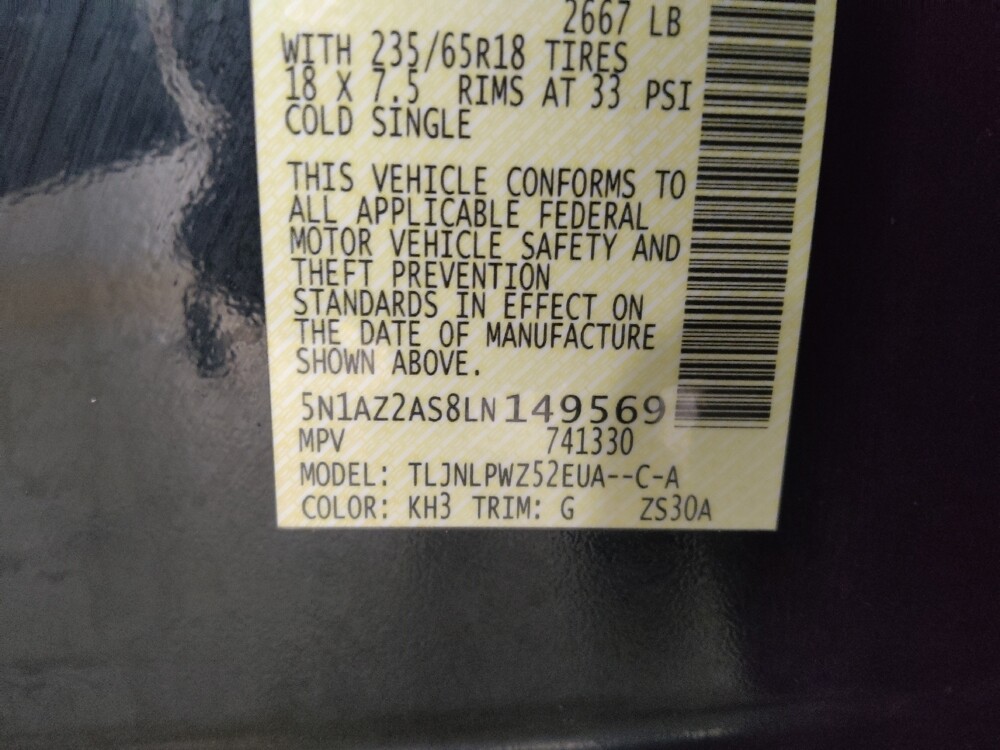 2667 LB
WITH 235/65R18 TIRES
18 X 7.5 RIMS AT 33 PSI
COLD SINGLE
THIS VEHICLE CONFORMS TO
ALL APPLICABLE FEDERAL
MOTOR VEHICLE SAFETY AND
THEFT PREVENTION
STANDARDS IN EFFECT ON
THE DATE OF MANUFACTURE
SHOWN ABOVE.
5N1AZ2AS8LN149569
MPV 741330
MODEL: TLJNLPWZ52EUA--C-A
COLOR: KH3 TRIM: G ZS30A